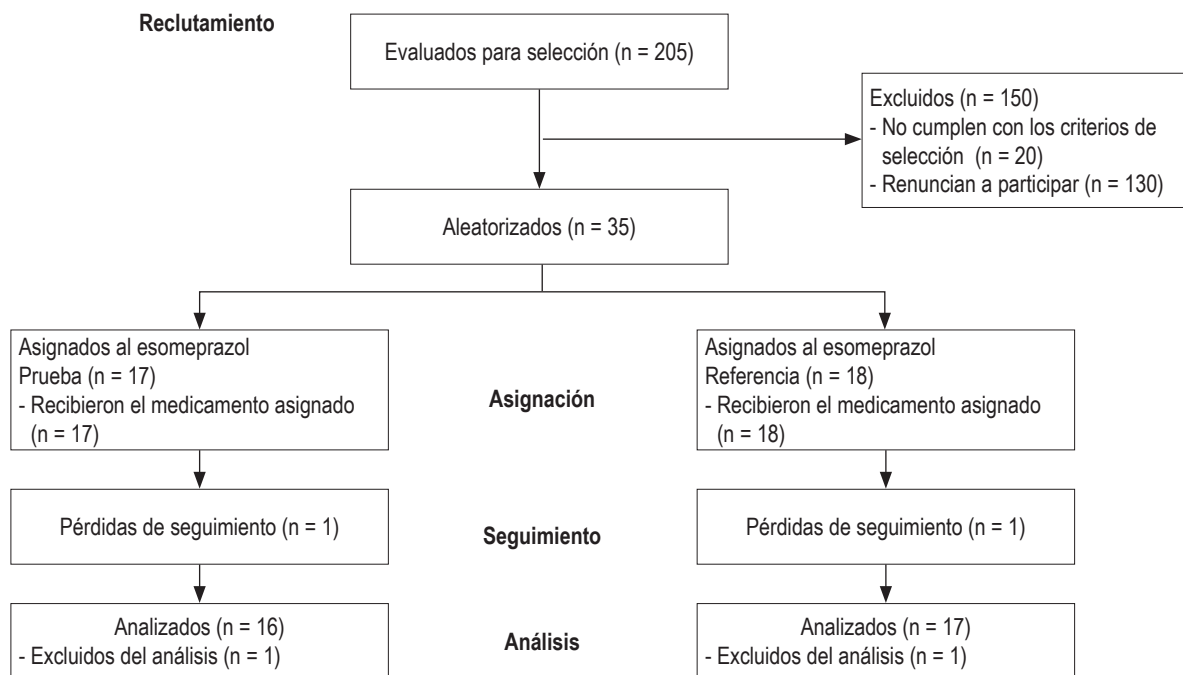 Reclutamiento
Evaluados para selección (n = 205)
Excluidos (n = 150)
- No cumplen con los criterios de
selección (n = 20)
- Renuncian a participar (n = 130)
Aleatorizados (n = 35)
Asignados al esomeprazol
Prueba (n = 17)
- Recibieron el medicamento asignado
(n = 17)
Asignación
Asignados al esomeprazol
Referencia (n = 18)
- Recibieron el medicamento asignado
(n = 18)
Pérdidas de seguimiento (n = 1)
Seguimiento
Pérdidas de seguimiento (n = 1)
Analizados (n = 16)
- Excluidos del análisis (n = 1)
Análisis
Analizados (n = 17)
- Excluidos del análisis (n = 1)